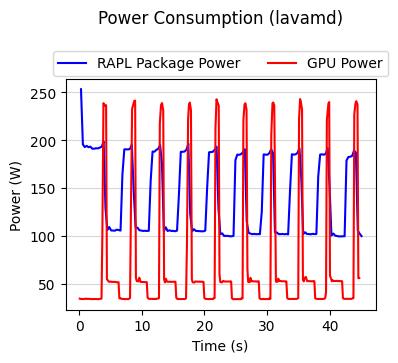 Power Consumption (lavamd)
RAPL Package Power
GPU Power
250
200
150
100
50
Power (W)
0
10
20
30
40
Time (s)